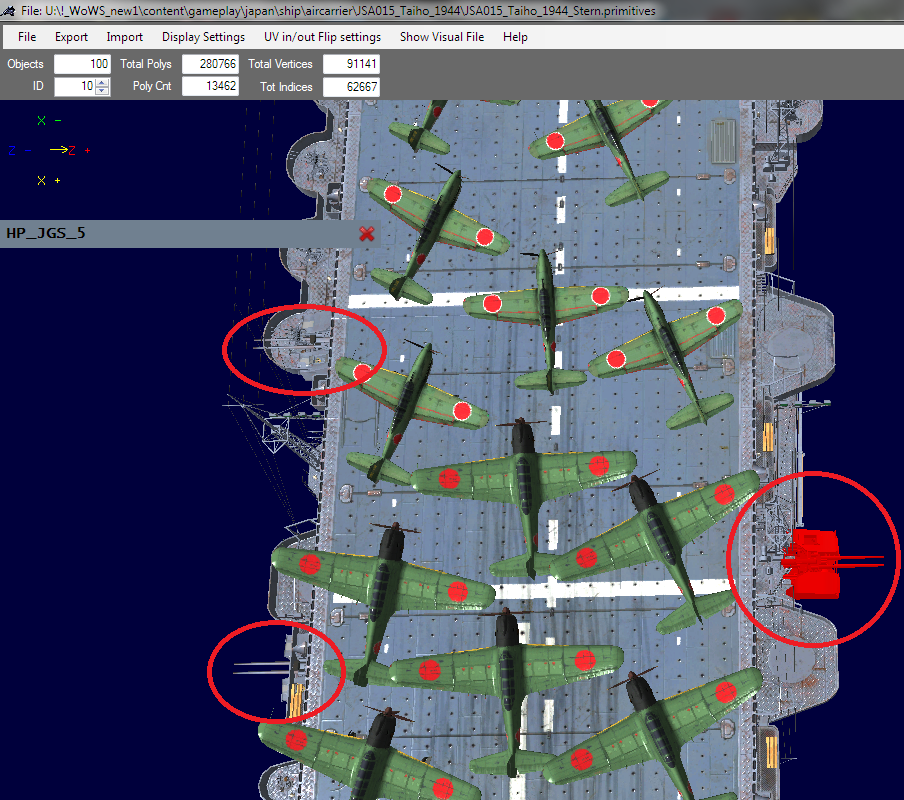 File: U:\!_WoWS_new1\content\gameplay\japan\ship\aircarrier\JSA015_Taiho_1944\JSA015_Taiho_1944_Stern.primitives
File Export Import Display Settings UV in/out Flip settings Show Visual File Help
Objects 100 Total Polys 280766 Total Vertices 91141
ID 10 Poly Cnt 13462 Tot Indices 62667
X -
Z - Z +
X +
HP_JGS_5